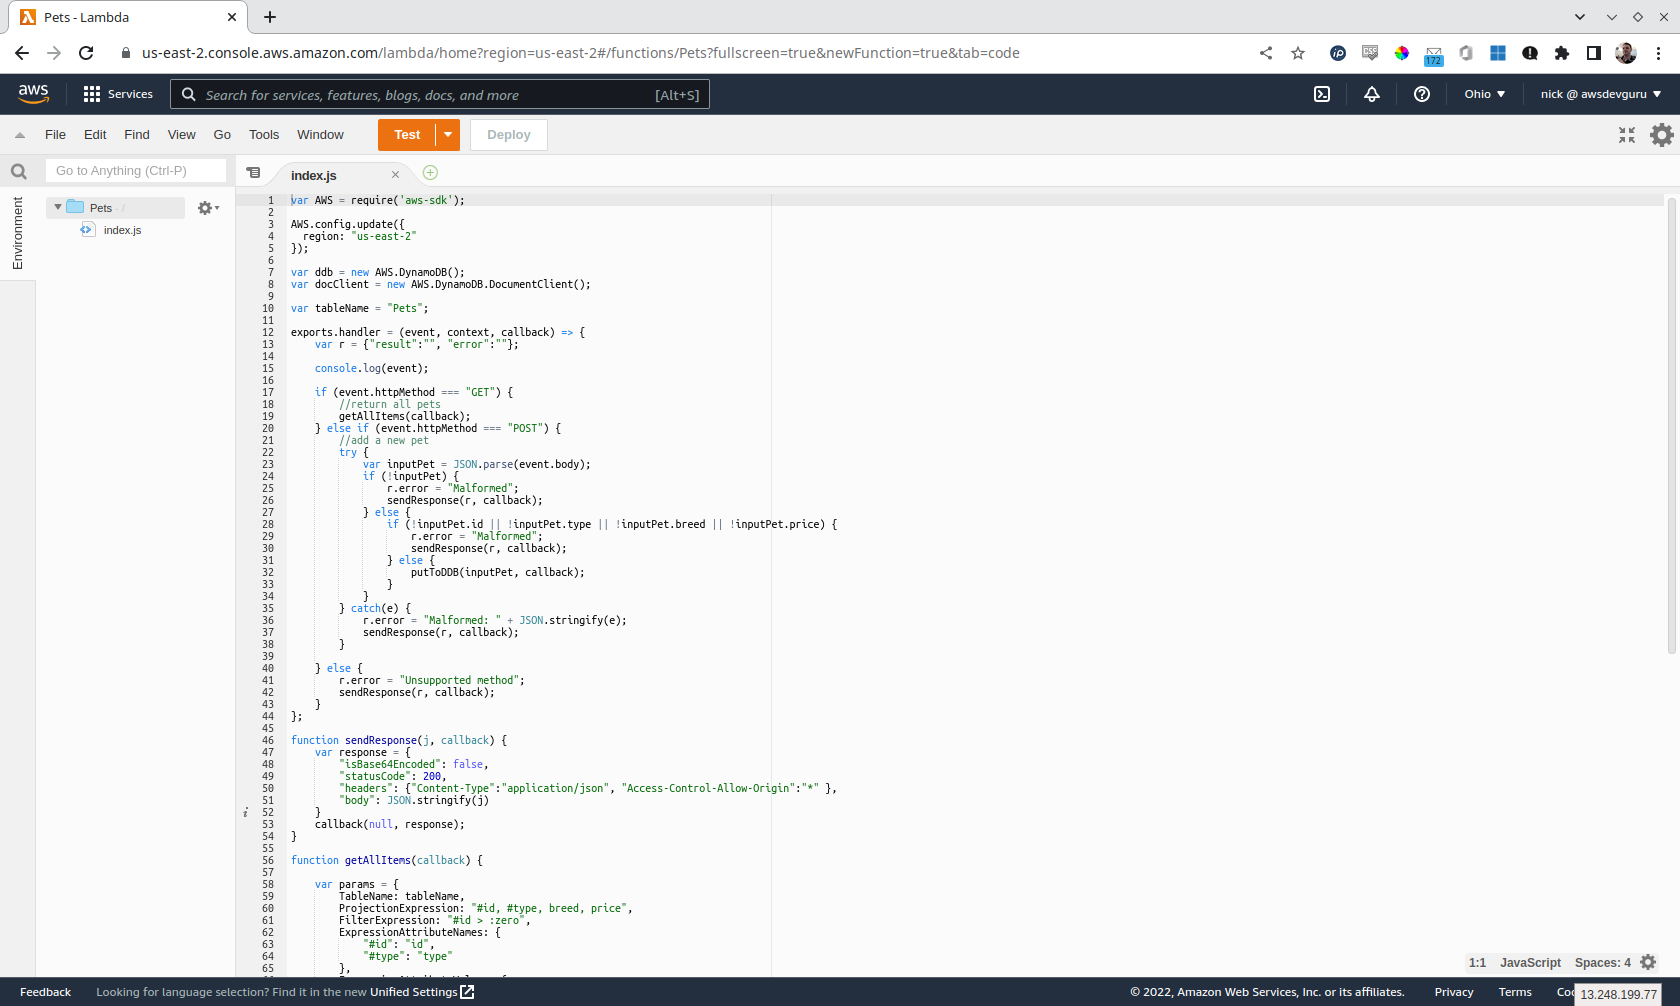 Pets - Lambda
us-east-2.console.aws.amazon.com/lambda/home?region=us-east-2#/functions/Pets?fullscreen=true&newFunction=true&tab=code
172
aws Services Search for services, features, blogs, docs, and more [Alt+S] Ohio nick @ awsdevguru
File Edit Find View Go Tools Window Test Deploy
Go to Anything (Ctrl-P) index.js
Environment
Pets - /
index.js
1 var AWS = require('aws-sdk');
2
3 AWS.config.update({
4   region: "us-east-2"
5 });
6
7 var ddb = new AWS.DynamoDB();
8 var docClient = new AWS.DynamoDB.DocumentClient();
9
10 var tableName = "Pets";
11
12 exports.handler = (event, context, callback) => {
13     var r = {"result":"", "error":""};
14
15     console.log(event);
16
17     if (event.httpMethod === "GET") {
18         //return all pets
19         getAllItems(callback);
20     } else if (event.httpMethod === "POST") {
21         //add a new pet
22         try {
23             var inputPet = JSON.parse(event.body);
24             if (!inputPet) {
25                 r.error = "Malformed";
26                 sendResponse(r, callback);
27             } else {
28                 if (!inputPet.id || !inputPet.type || !inputPet.breed || !inputPet.price) {
29                     r.error = "Malformed";
30                     sendResponse(r, callback);
31                 } else {
32                     putToDDB(inputPet, callback);
33                 }
34             }
35         } catch(e) {
36             r.error = "Malformed: " + JSON.stringify(e);
37             sendResponse(r, callback);
38         }
39
40     } else {
41         r.error = "Unsupported method";
42         sendResponse(r, callback);
43     }
44 };
45
46 function sendResponse(j, callback) {
47     var response = {
48         "isBase64Encoded": false,
49         "statusCode": 200,
50         "headers": {"Content-Type":"application/json", "Access-Control-Allow-Origin":"*" },
51         "body": JSON.stringify(j)
i 52     }
53     callback(null, response);
54 }
55
56 function getAllItems(callback) {
57
58     var params = {
59         TableName: tableName,
60         ProjectionExpression: "#id, #type, breed, price",
61         FilterExpression: "#id > :zero",
62         ExpressionAttributeNames: {
63             "#id": "id",
64             "#type": "type"
65         },
1:1 JavaScript Spaces: 4
Feedback Looking for language selection? Find it in the new Unified Settings © 2022, Amazon Web Services, Inc. or its affiliates. Privacy Terms
13.248.199.77